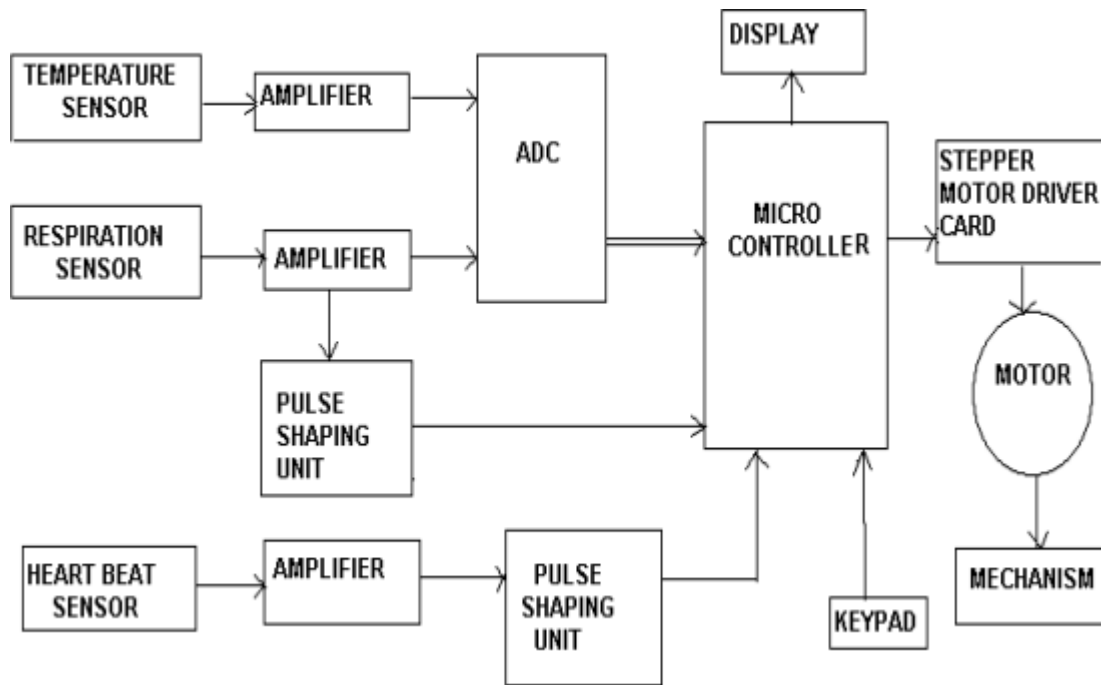 TEMPERATURE
SENSOR
AMPLIFIER
ADC
DISPLAY
MICRO
CONTROLLER
STEPPER
MOTOR DRIVER
CARD
RESPIRATION
SENSOR
AMPLIFIER
PULSE
SHAPING
UNIT
MOTOR
HEART BEAT
SENSOR
AMPLIFIER
PULSE
SHAPING
UNIT
KEYPAD
MECHANISM